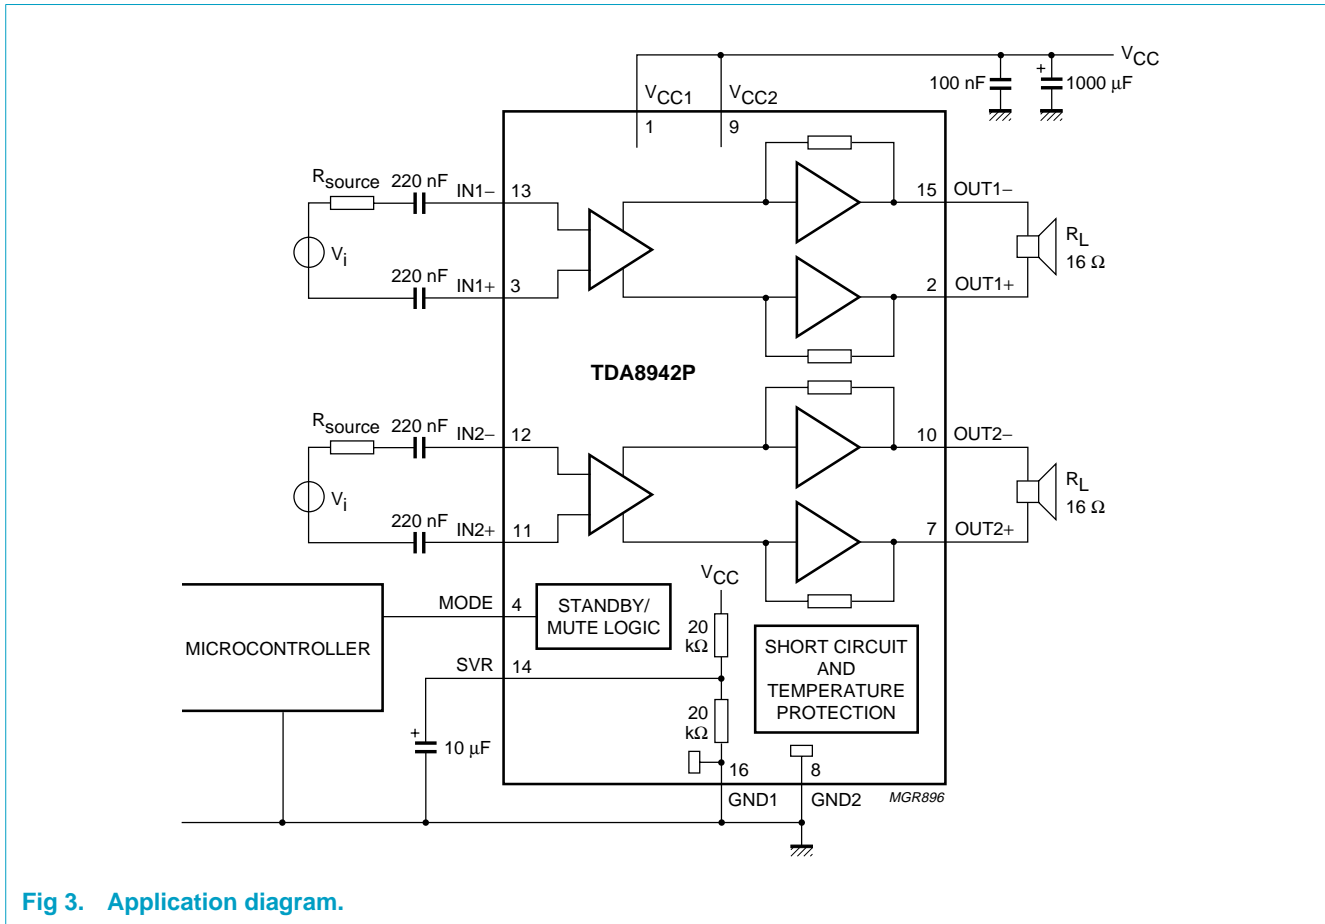 VCC
100 nF
+
1000 µF
VCC1
VCC2
1
9
Rsource
220 nF
IN1−
13
15
OUT1−
Vi
RL
16 Ω
220 nF
IN1+
3
2
OUT1+
TDA8942P
Rsource
220 nF
IN2−
12
10
OUT2−
Vi
RL
16 Ω
220 nF
IN2+
11
7
OUT2+
VCC
MODE
4
STANDBY/
MUTE LOGIC
20
kΩ
MICROCONTROLLER
SHORT CIRCUIT
AND
TEMPERATURE
PROTECTION
SVR
14
20
kΩ
+
10 µF
16
8
GND1
GND2
MGR896
Fig 3. Application diagram.